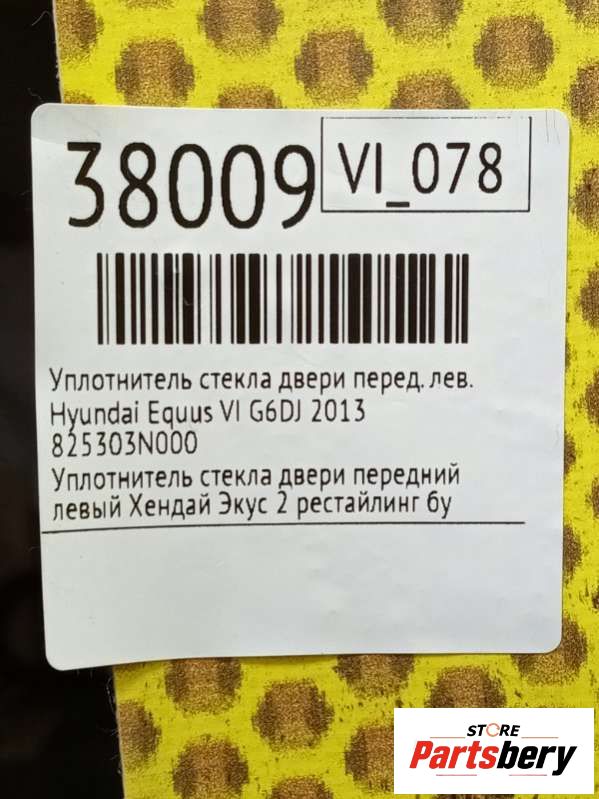 38009
VI_078
Уплотнитель стекла двери перед. лев.
Hyundai Equus VI G6DJ 2013
825303N000
Уплотнитель стекла двери передний
левый Хендай Экус 2 рестайлинг бу
STORE
Partsbery